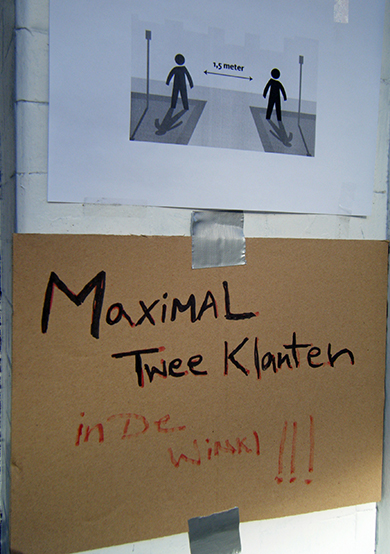 1,5 meter
MaxiMAL
Twee Klanten
in De
Winkl !!!